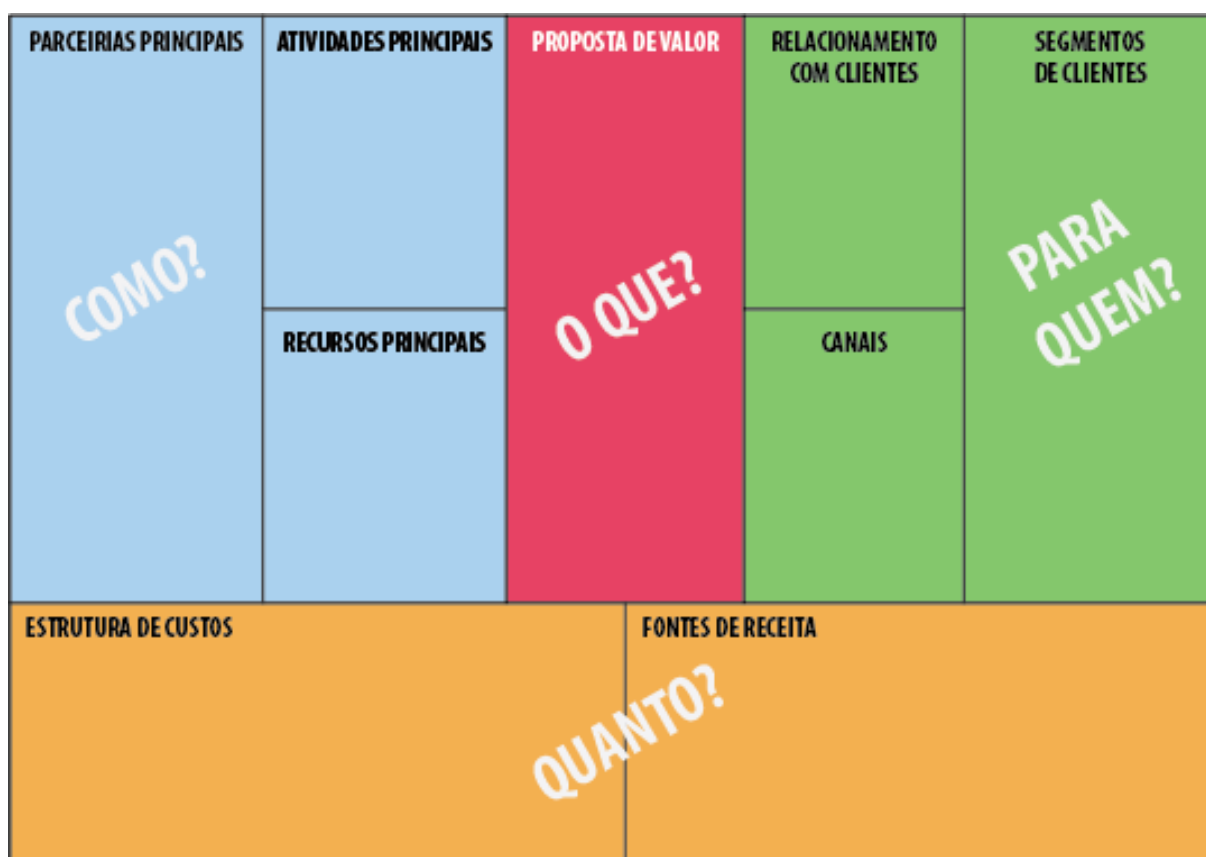 PARCEIRIAS PRINCIPAIS
COMO?
ATIVIDADES PRINCIPAIS
RECURSOS PRINCIPAIS
PROPOSTA DE VALOR
O QUE?
RELACIONAMENTO
COM CLIENTES
CANAIS
SEGMENTOS
DE CLIENTES
PARA
QUEM?
ESTRUTURA DE CUSTOS
FONTES DE RECEITA
QUANTO?